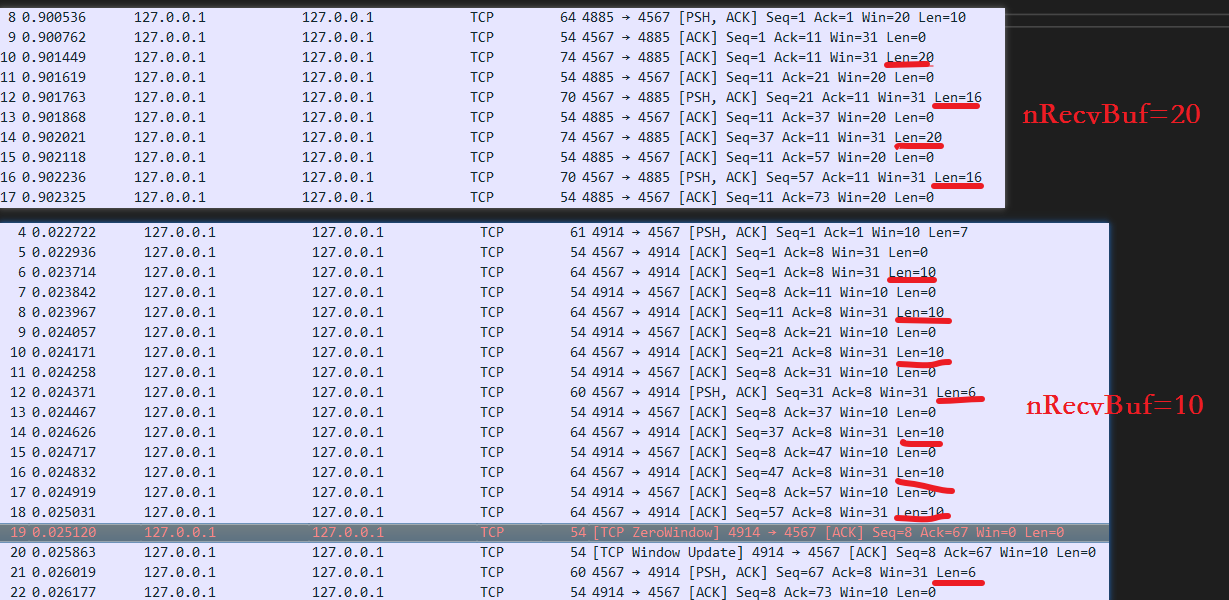 8 0.900536 127.0.0.1 127.0.0.1 TCP 64 4885 → 4567 [PSH, ACK] Seq=1 Ack=1 Win=20 Len=10
9 0.900762 127.0.0.1 127.0.0.1 TCP 54 4567 → 4885 [ACK] Seq=1 Ack=11 Win=31 Len=0
10 0.901449 127.0.0.1 127.0.0.1 TCP 74 4567 → 4885 [ACK] Seq=1 Ack=11 Win=31 Len=20
11 0.901619 127.0.0.1 127.0.0.1 TCP 54 4885 → 4567 [ACK] Seq=11 Ack=21 Win=20 Len=0
12 0.901763 127.0.0.1 127.0.0.1 TCP 70 4567 → 4885 [PSH, ACK] Seq=21 Ack=11 Win=31 Len=16
13 0.901868 127.0.0.1 127.0.0.1 TCP 54 4885 → 4567 [ACK] Seq=11 Ack=37 Win=20 Len=0
nRecvBuf=20
14 0.902021 127.0.0.1 127.0.0.1 TCP 74 4567 → 4885 [ACK] Seq=37 Ack=11 Win=31 Len=20
15 0.902118 127.0.0.1 127.0.0.1 TCP 54 4885 → 4567 [ACK] Seq=11 Ack=57 Win=20 Len=0
16 0.902236 127.0.0.1 127.0.0.1 TCP 70 4567 → 4885 [PSH, ACK] Seq=57 Ack=11 Win=31 Len=16
17 0.902325 127.0.0.1 127.0.0.1 TCP 54 4885 → 4567 [ACK] Seq=11 Ack=73 Win=20 Len=0
4 0.022722 127.0.0.1 127.0.0.1 TCP 61 4914 → 4567 [PSH, ACK] Seq=1 Ack=1 Win=10 Len=7
5 0.022936 127.0.0.1 127.0.0.1 TCP 54 4567 → 4914 [ACK] Seq=1 Ack=8 Win=31 Len=0
6 0.023714 127.0.0.1 127.0.0.1 TCP 64 4567 → 4914 [ACK] Seq=1 Ack=8 Win=31 Len=10
7 0.023842 127.0.0.1 127.0.0.1 TCP 54 4914 → 4567 [ACK] Seq=8 Ack=11 Win=10 Len=0
8 0.023967 127.0.0.1 127.0.0.1 TCP 64 4567 → 4914 [ACK] Seq=11 Ack=8 Win=31 Len=10
9 0.024057 127.0.0.1 127.0.0.1 TCP 54 4914 → 4567 [ACK] Seq=8 Ack=21 Win=10 Len=0
10 0.024171 127.0.0.1 127.0.0.1 TCP 64 4567 → 4914 [ACK] Seq=21 Ack=8 Win=31 Len=10
11 0.024258 127.0.0.1 127.0.0.1 TCP 54 4914 → 4567 [ACK] Seq=8 Ack=31 Win=10 Len=0
12 0.024371 127.0.0.1 127.0.0.1 TCP 60 4567 → 4914 [PSH, ACK] Seq=31 Ack=8 Win=31 Len=6
nRecvBuf=10
13 0.024467 127.0.0.1 127.0.0.1 TCP 54 4914 → 4567 [ACK] Seq=8 Ack=37 Win=10 Len=0
14 0.024626 127.0.0.1 127.0.0.1 TCP 64 4567 → 4914 [ACK] Seq=37 Ack=8 Win=31 Len=10
15 0.024717 127.0.0.1 127.0.0.1 TCP 54 4914 → 4567 [ACK] Seq=8 Ack=47 Win=10 Len=0
16 0.024832 127.0.0.1 127.0.0.1 TCP 64 4567 → 4914 [ACK] Seq=47 Ack=8 Win=31 Len=10
17 0.024919 127.0.0.1 127.0.0.1 TCP 54 4914 → 4567 [ACK] Seq=8 Ack=57 Win=10 Len=0
18 0.025031 127.0.0.1 127.0.0.1 TCP 64 4567 → 4914 [ACK] Seq=57 Ack=8 Win=31 Len=10
19 0.025120 127.0.0.1 127.0.0.1 TCP 54 [TCP ZeroWindow] 4914 → 4567 [ACK] Seq=8 Ack=67 Win=0 Len=0
20 0.025863 127.0.0.1 127.0.0.1 TCP 54 [TCP Window Update] 4914 → 4567 [ACK] Seq=8 Ack=67 Win=10 Len=0
21 0.026019 127.0.0.1 127.0.0.1 TCP 60 4567 → 4914 [PSH, ACK] Seq=67 Ack=8 Win=31 Len=6
22 0.026177 127.0.0.1 127.0.0.1 TCP 54 4914 → 4567 [ACK] Seq=8 Ack=73 Win=10 Len=0